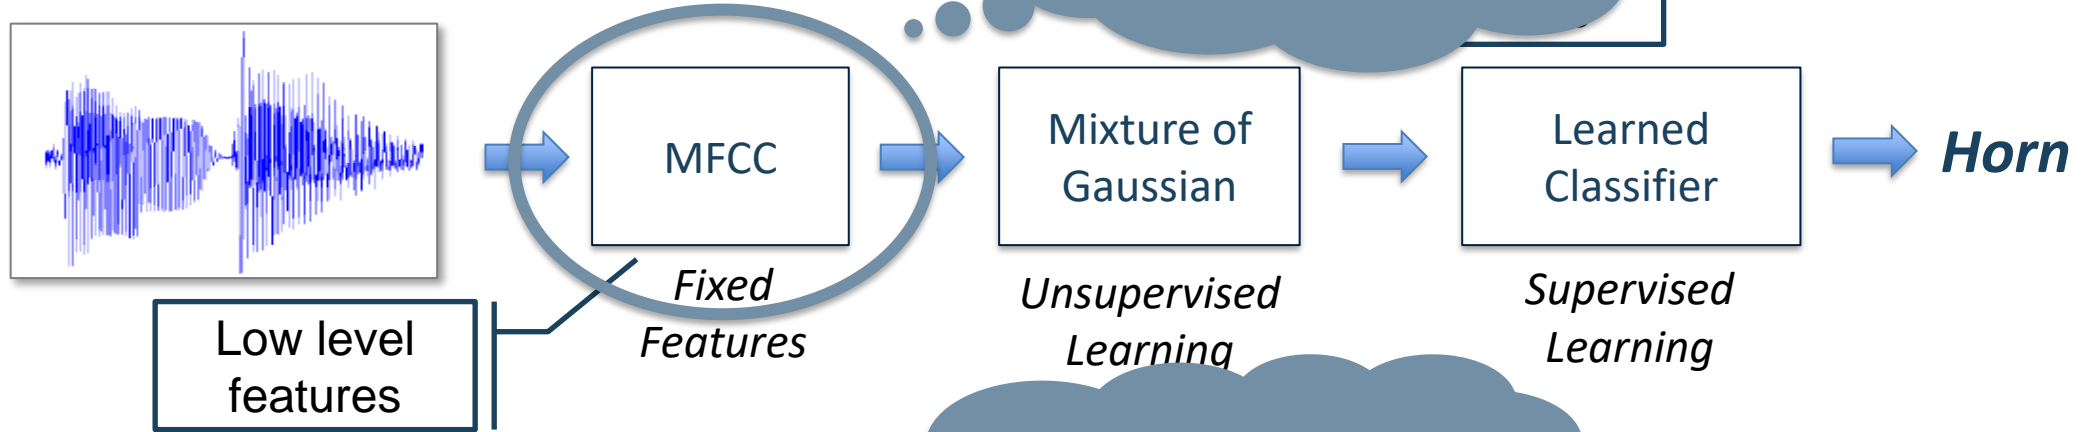 MFCC
Mixture of
Gaussian
Learned
Classifier
Horn
Fixed
Features
Unsupervised
Learning
Supervised
Learning
Low level
features